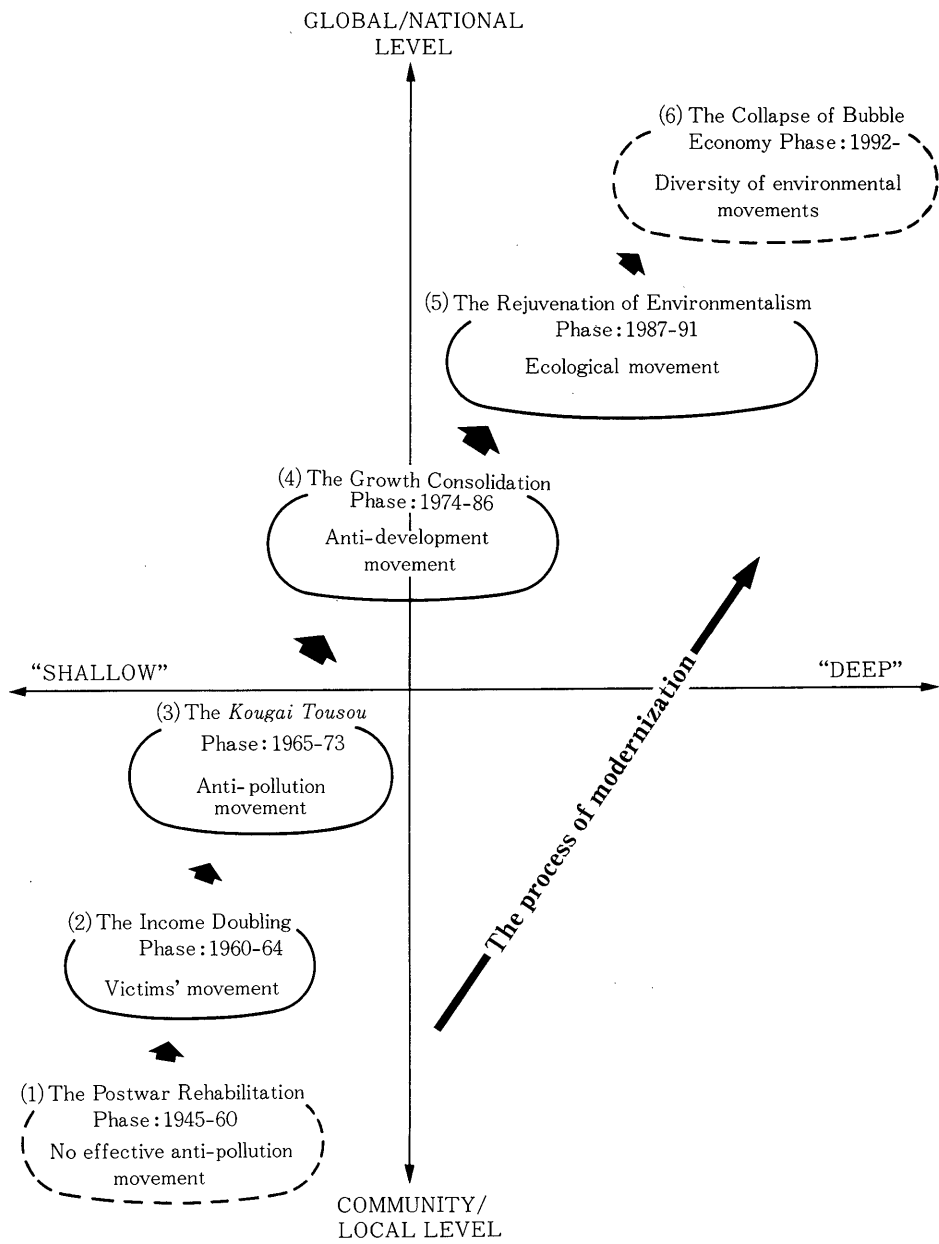 GLOBAL/NATIONAL
LEVEL
(6) The Collapse of Bubble
Economy Phase:1992-
Diversity of environmental
movements
(5) The Rejuvenation of Environmentalism
Phase:1987-91
Ecological movement
(4) The Growth Consolidation
Phase:1974-86
Anti-development
movement
“SHALLOW”
“DEEP”
(3) The Kougai Tousou
Phase:1965-73
Anti-pollution
movement
The process of modernization
(2) The Income Doubling
Phase:1960-64
Victims’ movement
(1) The Postwar Rehabilitation
Phase:1945-60
No effective anti-pollution
movement
COMMUNITY/
LOCAL LEVEL